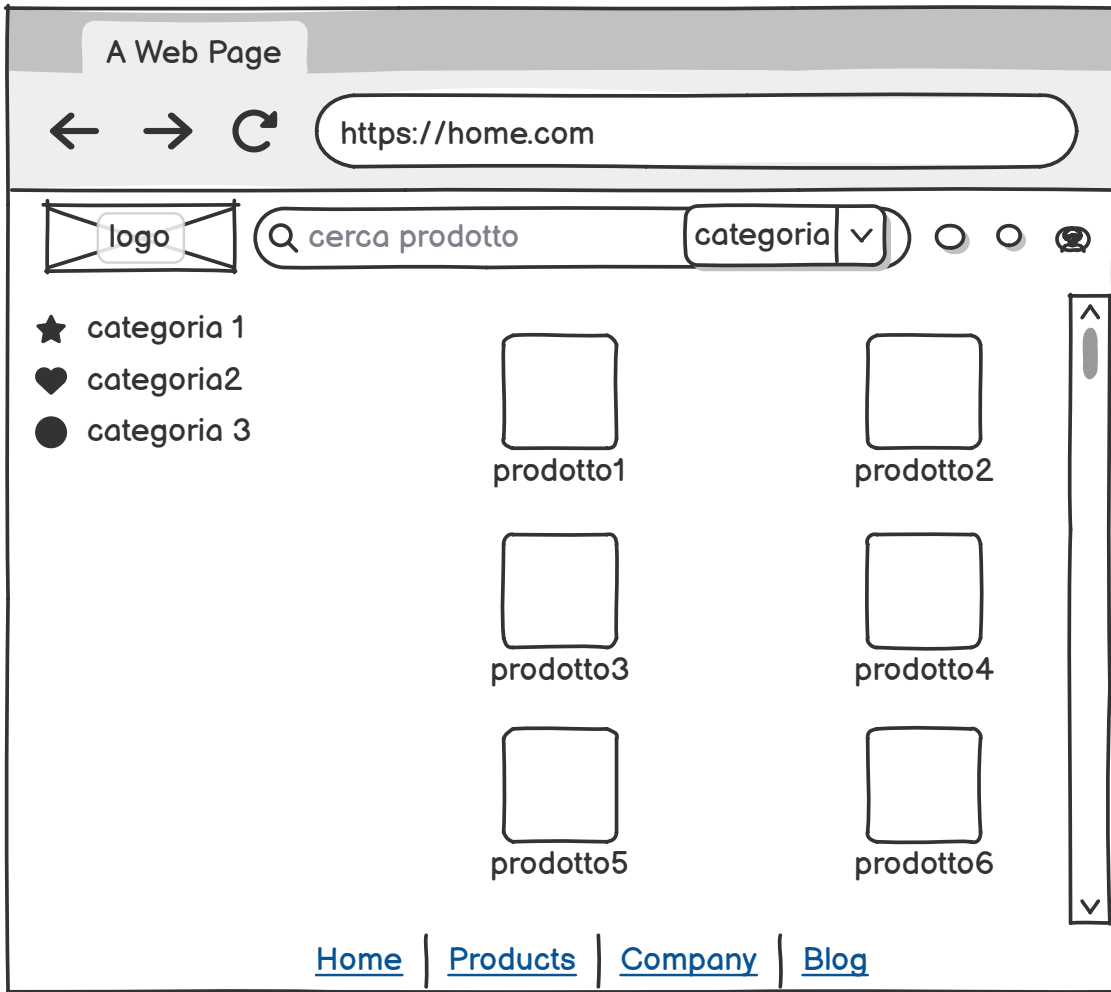 A Web Page
https://home.com
logo
cerca prodotto
categoria
categoria 1
categoria2
categoria 3
prodotto1
prodotto2
prodotto3
prodotto4
prodotto5
prodotto6
Home | Products | Company | Blog